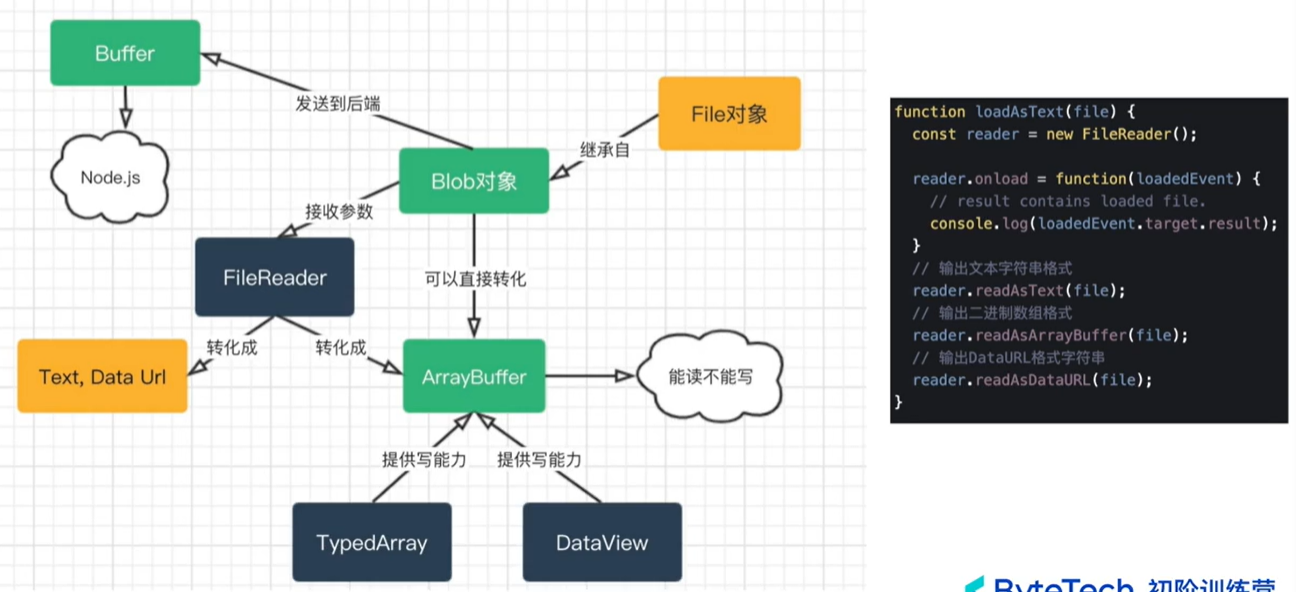 Buffer
发送到后端
File对象
继承自
Node.js
Blob对象
接收参数
FileReader
可以直接转化
转化成
转化成
Text, Data Url
ArrayBuffer
能读不能写
提供写能力
提供写能力
TypedArray
DataView
function loadAsText(file) {
const reader = new FileReader();
reader.onload = function(loadedEvent) {
// result contains loaded file.
console.log(loadedEvent.target.result);
}
// 输出文本字符串格式
reader.readAsText(file);
// 输出二进制数组格式
reader.readAsArrayBuffer(file);
// 输出DataURL格式字符串
reader.readAsDataURL(file);
}
ByteTech 初阶训练营